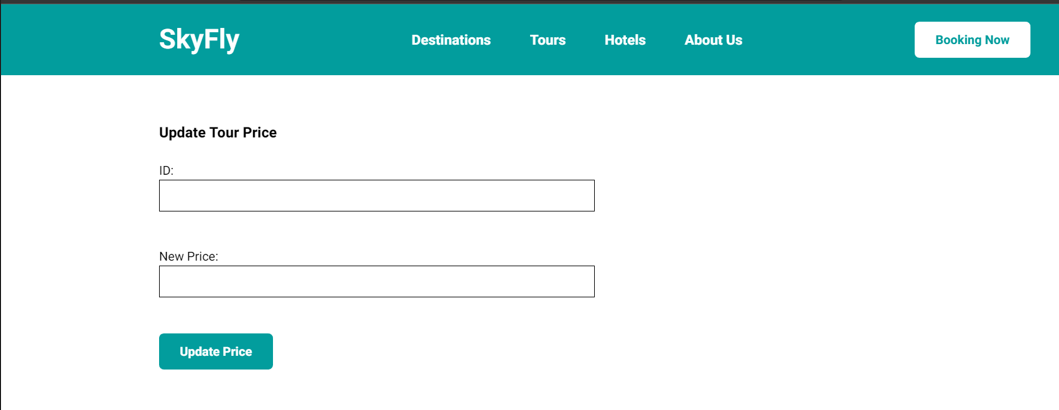 SkyFly Destinations Tours Hotels About Us Booking Now
Update Tour Price
ID:
New Price:
Update Price